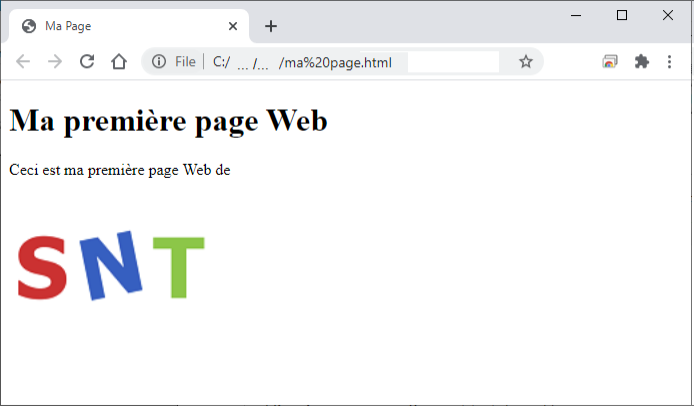 Ma Page
File C:/ ... /... /ma%20page.html
Ma première page Web
Ceci est ma première page Web de
SNT